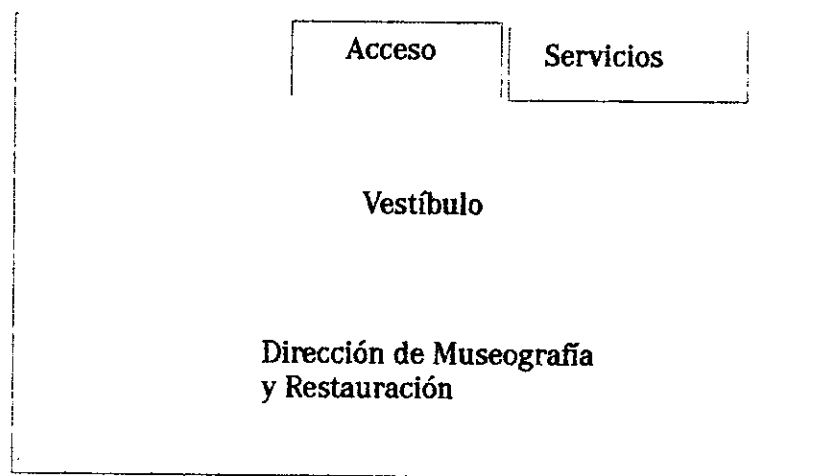 Acceso
Servicios
Vestíbulo
Dirección de Museografía
y Restauración